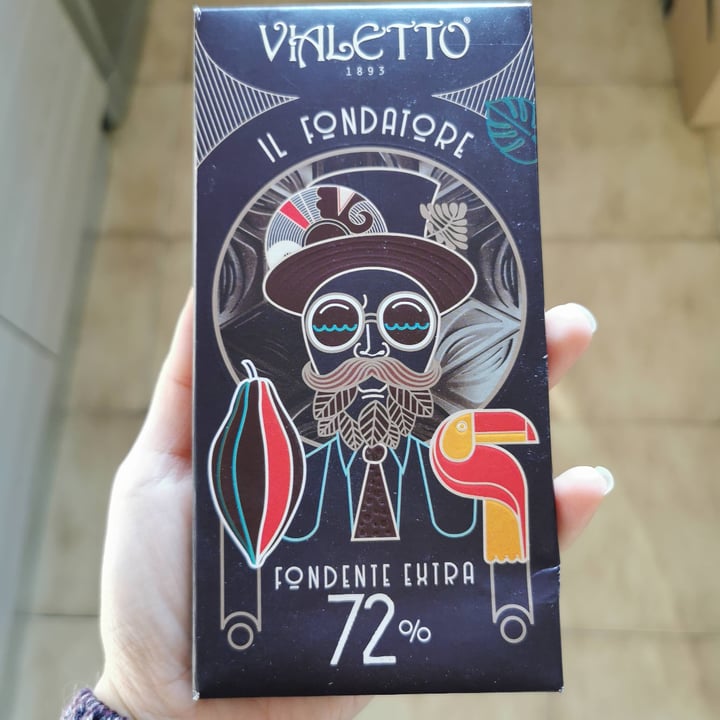 VIALETTO®
1893
IL FONDATORE
FONDENTE EXTRA
72%